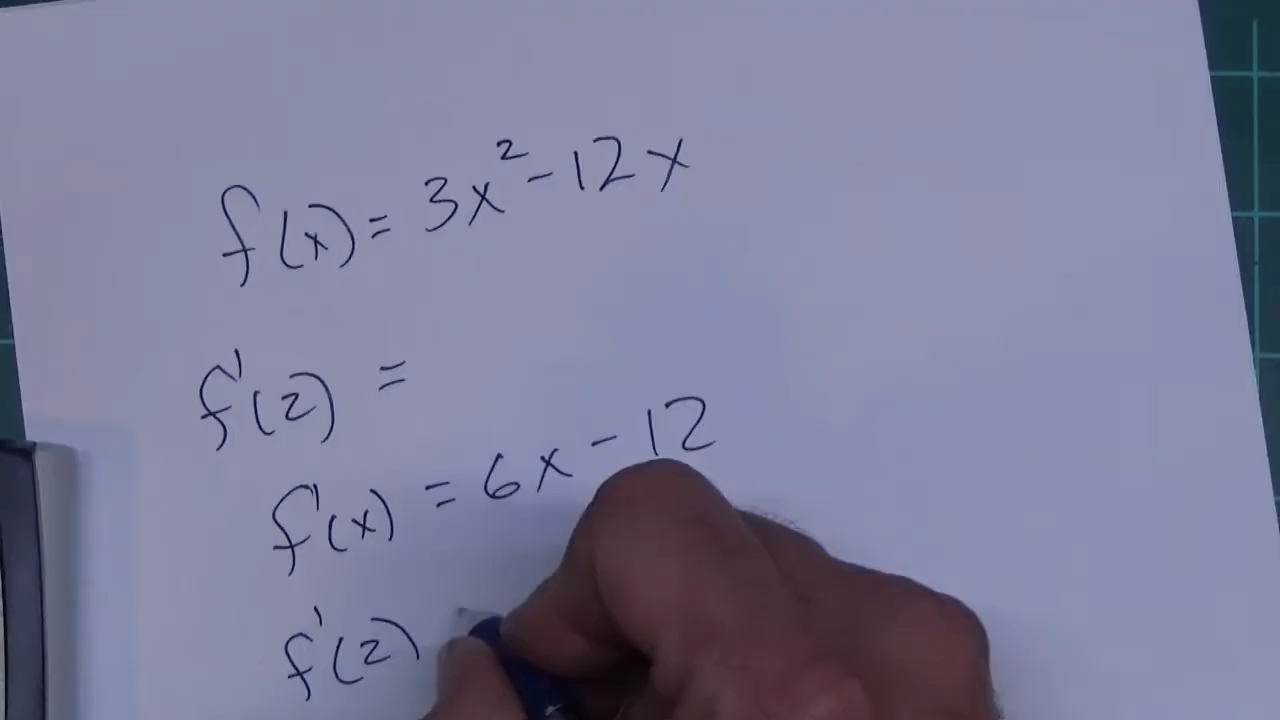 f(x) = 3x² - 12x
f'(2) =
f'(x) = 6x - 12
f'(2)